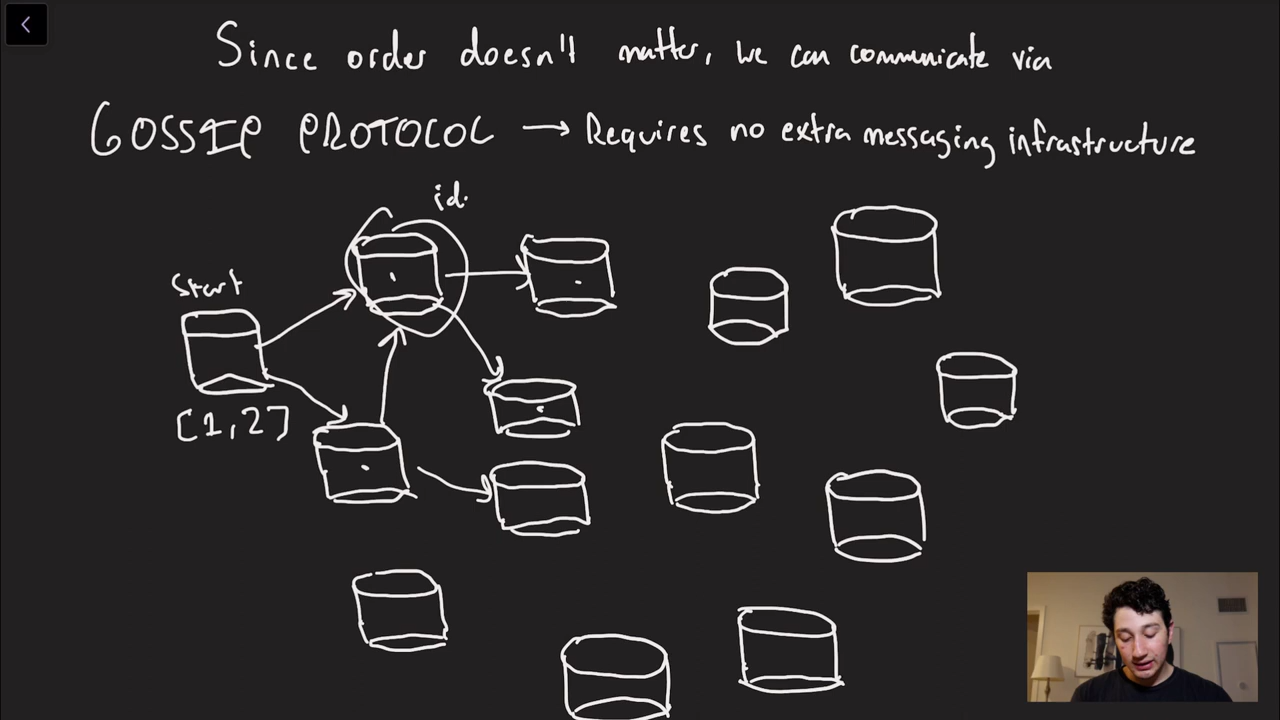 Since order doesn't matter, we can communicate via
GOSSIP PROTOCOL → Requires no extra messaging infrastructure
id.
Start
[1,2]